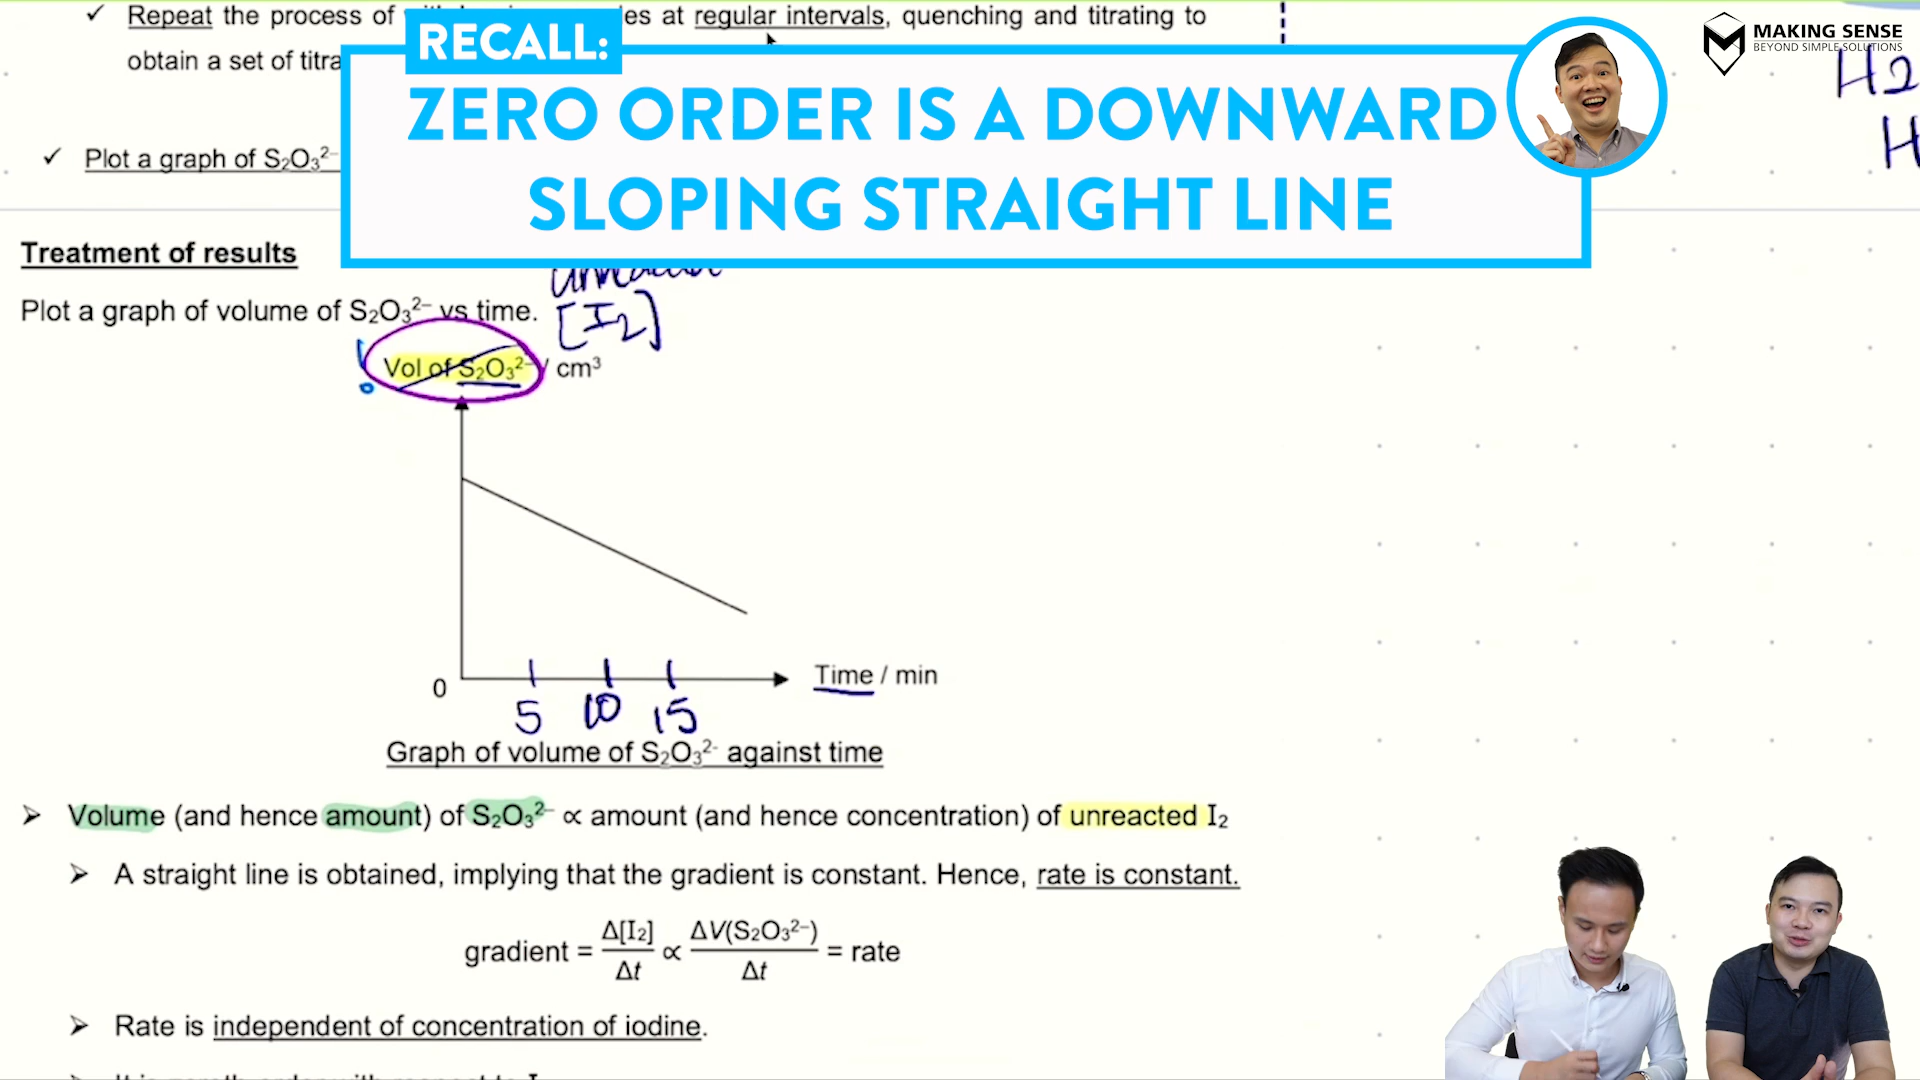 ✓ Repeat the process of es at regular intervals, quenching and titrating to
obtain a set of titra
RECALL:
ZERO ORDER IS A DOWNWARD
SLOPING STRAIGHT LINE
MAKING SENSE
BEYOND SIMPLE SOLUTIONS
H2
H
✓ Plot a graph of S₂O₃²⁻
Treatment of results
Plot a graph of volume of S₂O₃²⁻ vs time.
[I2]
! Vol of S₂O₃²⁻ / cm³
0
5 10 15
Time / min
Graph of volume of S₂O₃²⁻ against time
➢ Volume (and hence amount) of S₂O₃²⁻ ∝ amount (and hence concentration) of unreacted I₂
➢ A straight line is obtained, implying that the gradient is constant. Hence, rate is constant.
gradient = Δ[I₂]/Δt ∝ ΔV(S₂O₃²⁻)/Δt = rate
➢ Rate is independent of concentration of iodine.